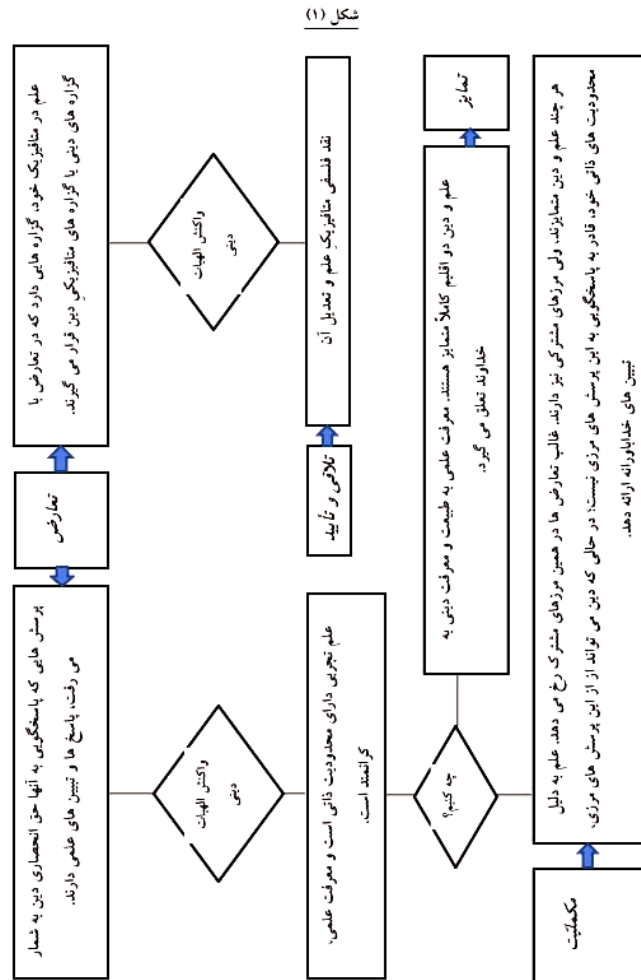 شکل (۱)
تعارض
علم در متافیزیک خود، گزاره هایی دارد که در تعارض با
گزاره های دینی یا گزاره های متافیزیکیِ دین قرار می گیرند.
واکنش الهیات
دینی
نقد فلسفی متافیزیکِ علم و تعدیل آن
تلاقی و تأیید
پرسش هایی که پاسخگویی به آنها حق انحصاری دین به شمار
می رفت، پاسخ ها و تبیین های علمی دارند.
واکنش الهیات
دینی
علم تجربی دارای محدودیت ذاتی است و معرفت علمی،
کرانمند است.
چه کنیم؟
علم و دین دو اقلیم کاملاً متمایز هستند. معرفت علمی به طبیعت و معرفت دینی به
خداوند تعلق می گیرد.
تمایز
هر چند علم و دین متمایزند، ولی مرزهای مشترکی نیز دارند. غالب تعارض ها در همین مرزهای مشترک رخ می دهد. علم به دلیل
محدودیت های ذاتی خود، قادر به پاسخگویی به این پرسش های مرزی نیست؛ در حالی که دین می تواند از از این پرسش های مرزی،
تبیین های خداباورانه ارائه دهد.
مکملیّت